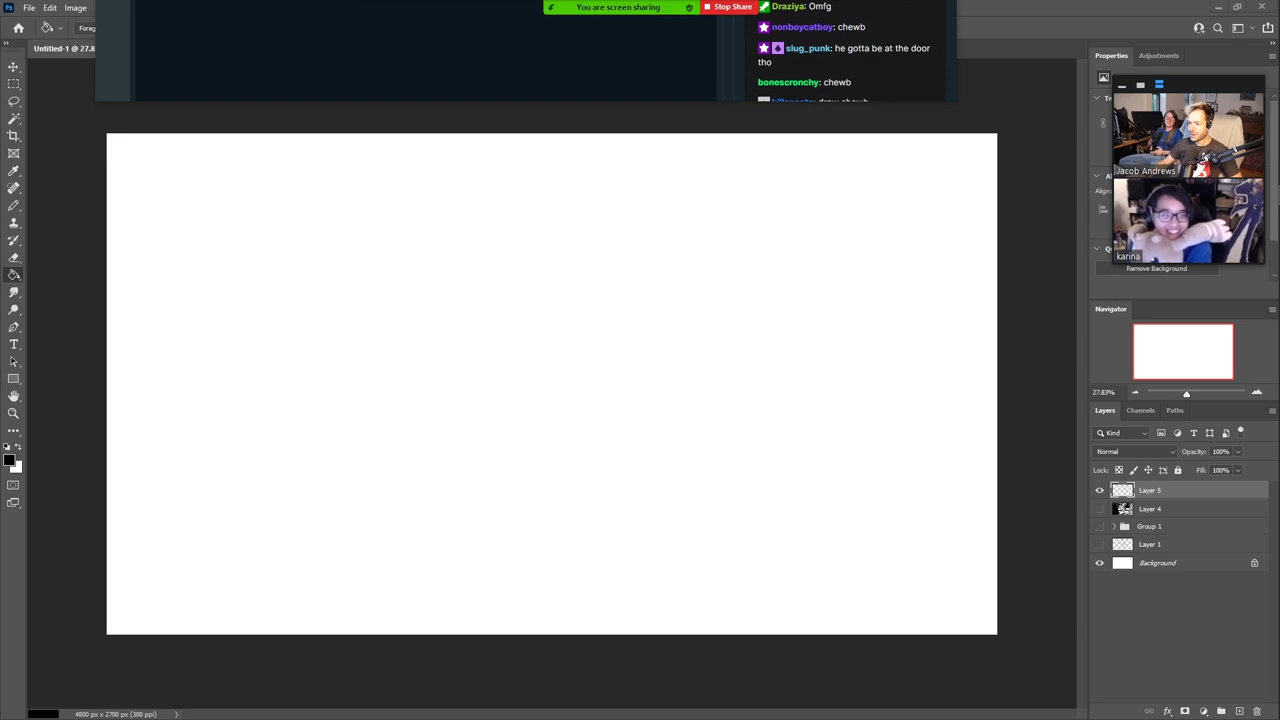 You are screen sharing
Stop Share
Draziya: Omfg
nonboycatboy: chewb
slug_punk: he gotta be at the door
tho
bonescronchy: chewb
Ps
File
Edit
Image
Foreg
Untitled-1 @ 27.8
Properties
Adjustments
Jacob Andrews
karina
Remove Background
Navigator
27.83%
Layers
Channels
Paths
Kind
Normal
Opacity: 100%
Lock:
Fill: 100%
Layer 5
Layer 4
Group 1
Layer 1
Background
fx
4800 px x 2700 px (300 ppi)